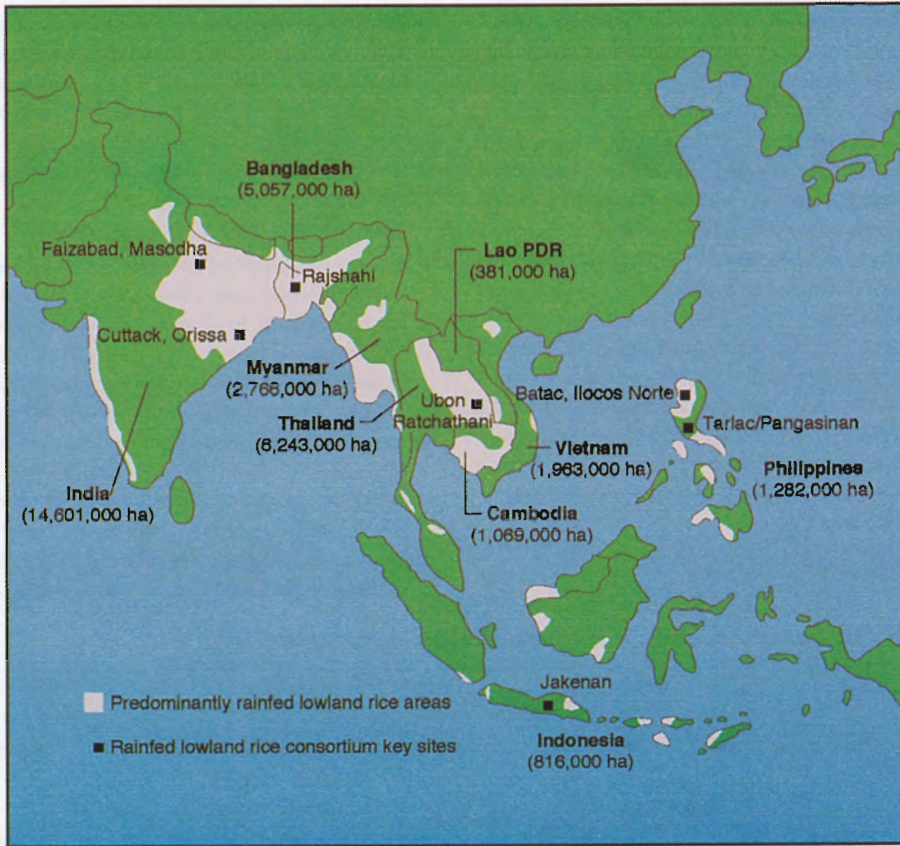 Bangladesh
(5,057,000 ha)
Faizabad, Masodha
Rajshahi
Lao PDR
(381,000 ha)
Cuttack, Orissa
Myanmar
(2,766,000 ha)
Ubon
Ratchathani
Thailand
(6,243,000 ha)
Batac, Ilocos Norte
Tarlac/Pangasinan
Vietnam
(1,963,000 ha)
Philippines
(1,282,000 ha)
India
(14,601,000 ha)
Cambodia
(1,069,000 ha)
Jakenan
Predominantly rainfed lowland rice areas
Rainfed lowland rice consortium key sites
Indonesia
(816,000 ha)